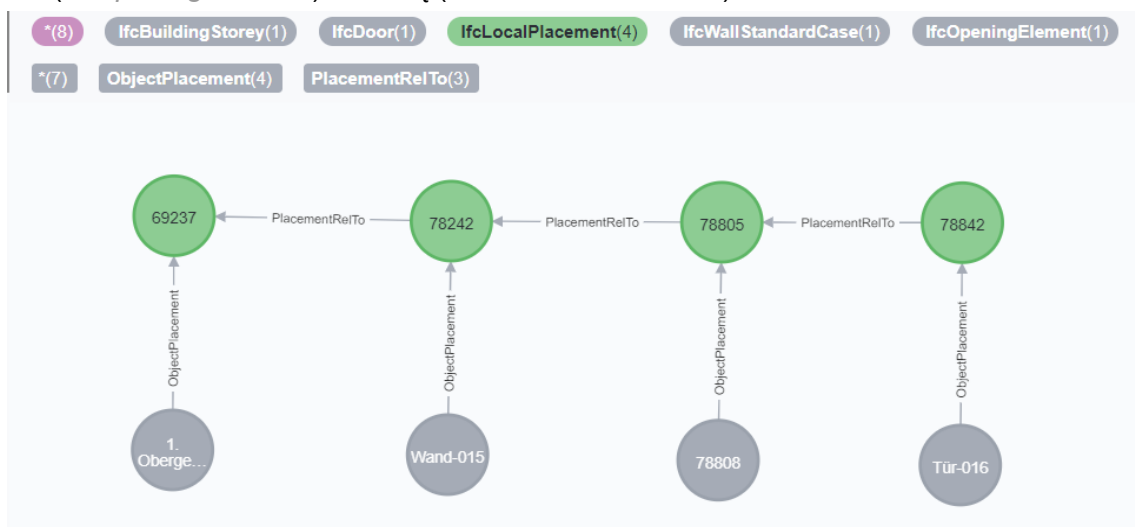 *(8) IfcBuildingStorey(1) IfcDoor(1) IfcLocalPlacement(4) IfcWallStandardCase(1) IfcOpeningElement(1)
*(7) ObjectPlacement(4) PlacementRelTo(3)
69237 PlacementRelTo 78242 PlacementRelTo 78805 PlacementRelTo 78842
ObjectPlacement ObjectPlacement ObjectPlacement ObjectPlacement
1.
Oberge... Wand-015 78808 Tür-016